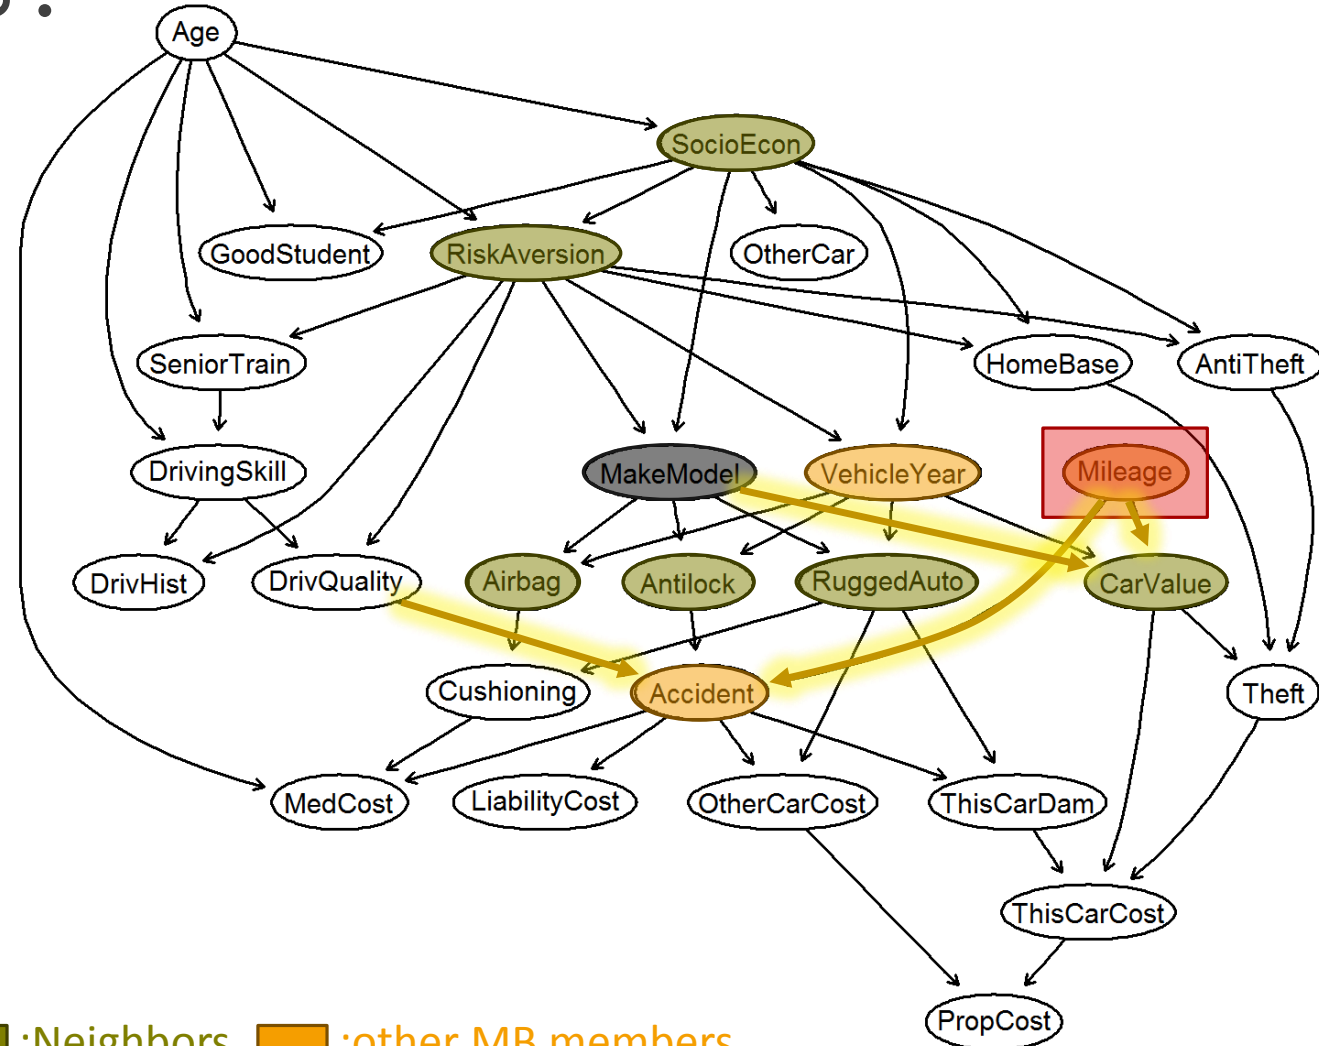 Age
SocioEcon
GoodStudent
RiskAversion
OtherCar
SeniorTrain
HomeBase
AntiTheft
DrivingSkill
MakeModel
VehicleYear
Mileage
DrivHist
DrivQuality
Airbag
Antilock
RuggedAuto
CarValue
Cushioning
Accident
Theft
MedCost
LiabilityCost
OtherCarCost
ThisCarDam
ThisCarCost
PropCost
:Neighbors :other MB members